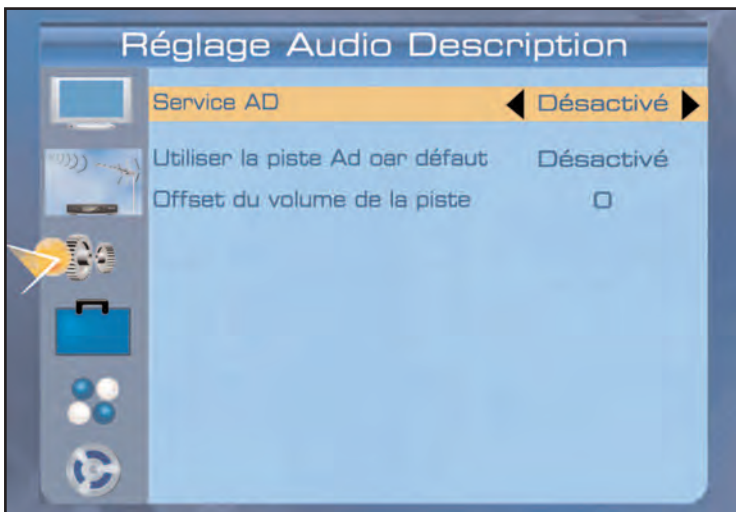 Réglage Audio Description
Service AD Désactivé
Utiliser la piste Ad oar défaut Désactivé
Offset du volume de la piste 0